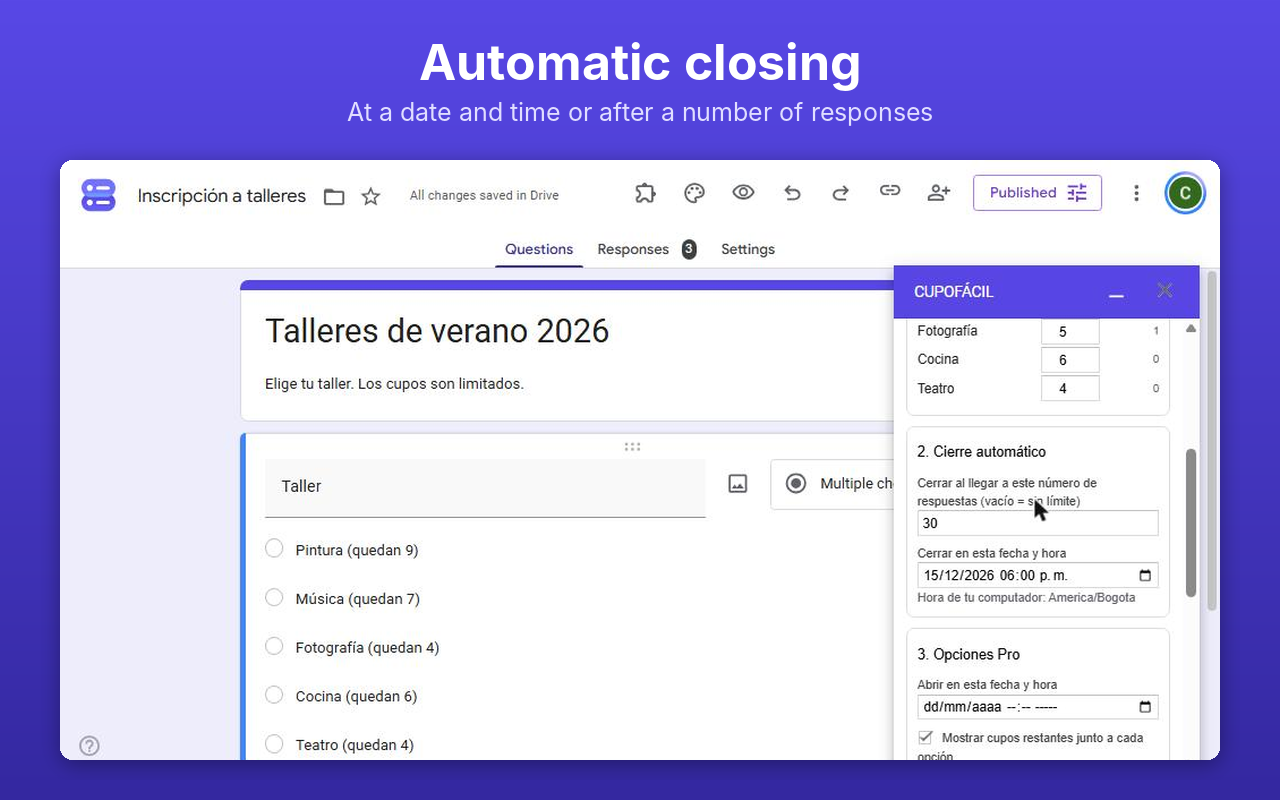 Automatic closing
At a date and time or after a number of responses
Inscripción a talleres
All changes saved in Drive
Published
C
Questions
Responses 3
Settings
Talleres de verano 2026
Elige tu taller. Los cupos son limitados.
Taller
Multiple ch
Pintura (quedan 9)
Música (quedan 7)
Fotografía (quedan 4)
Cocina (quedan 6)
Teatro (quedan 4)
CUPOFÁCIL
Fotografía 5 1
Cocina 6 0
Teatro 4 0
2. Cierre automático
Cerrar al llegar a este número de
respuestas (vacío = sin límite)
30
Cerrar en esta fecha y hora
15/12/2026 06:00 p. m.
Hora de tu computador: America/Bogota
3. Opciones Pro
Abrir en esta fecha y hora
dd/mm/aaaa --:-- -----
Mostrar cupos restantes junto a cada
opción